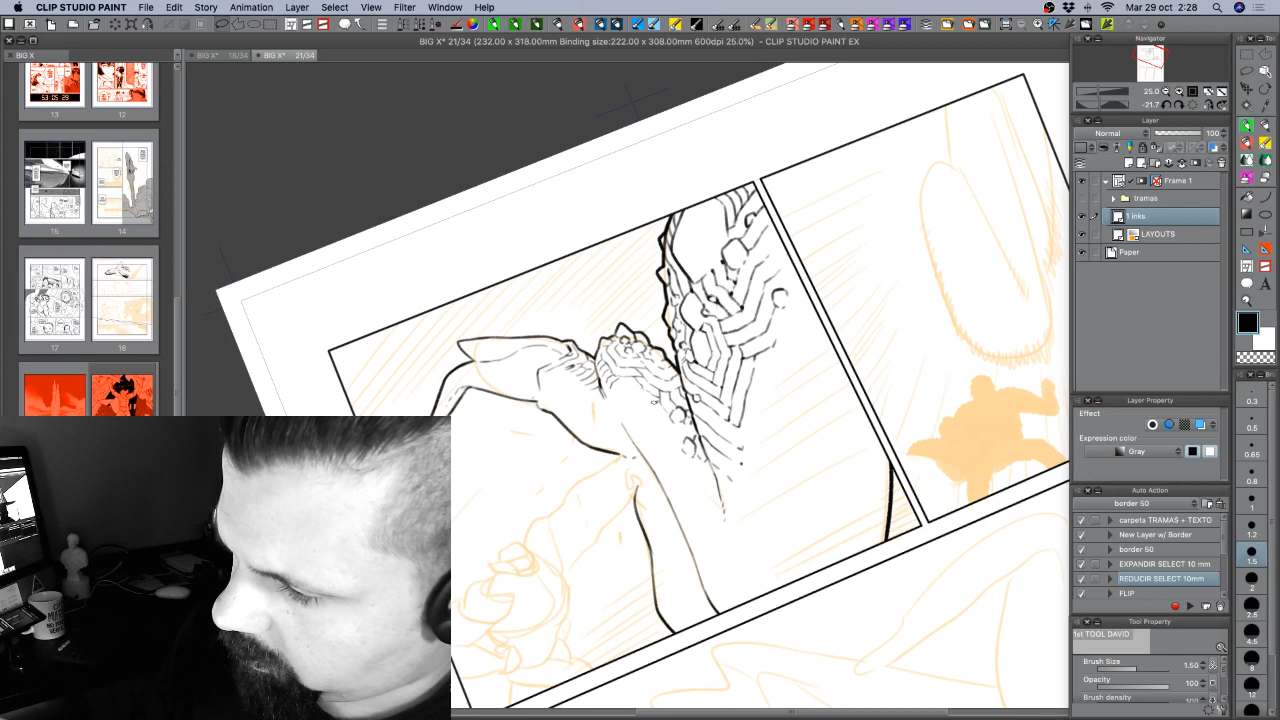 CLIP STUDIO PAINT File Edit Story Animation Layer Select View Filter Window Help Mar 29 oct 2:28
BIG X* 21/34 (232.00 x 318.00mm Binding size:222.00 x 308.00mm 600dpi 25.0%) - CLIP STUDIO PAINT EX
BIG X
BIG X* 18/34
BIG X* 21/34
13 12
15 14
17 16
Navigator
25.0
-21.7
Layer
Normal 100
Frame 1
tramas
1 Inks
LAYOUTS
Paper
Layer Property
Effect
Expression color
Gray
Auto Action
border 50
carpeta TRAMAS + TEXTO
New Layer w/ Border
border 50
EXPANDIR SELECT 10 mm
REDUCIR SELECT 10mm
FLIP
Tool Property
1st TOOL DAVID
Brush Size 1.50
Opacity 100
Brush density 100
To
Br
0.3
0.5
0.65
0.8
1
1.2
1.5
2
2.5
4.5
8
12